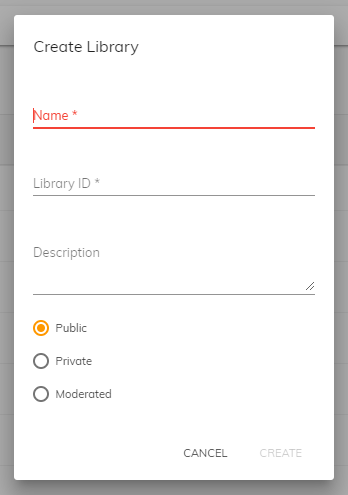 Create Library
Name *
Library ID *
Description
Public
Private
Moderated
CANCEL CREATE